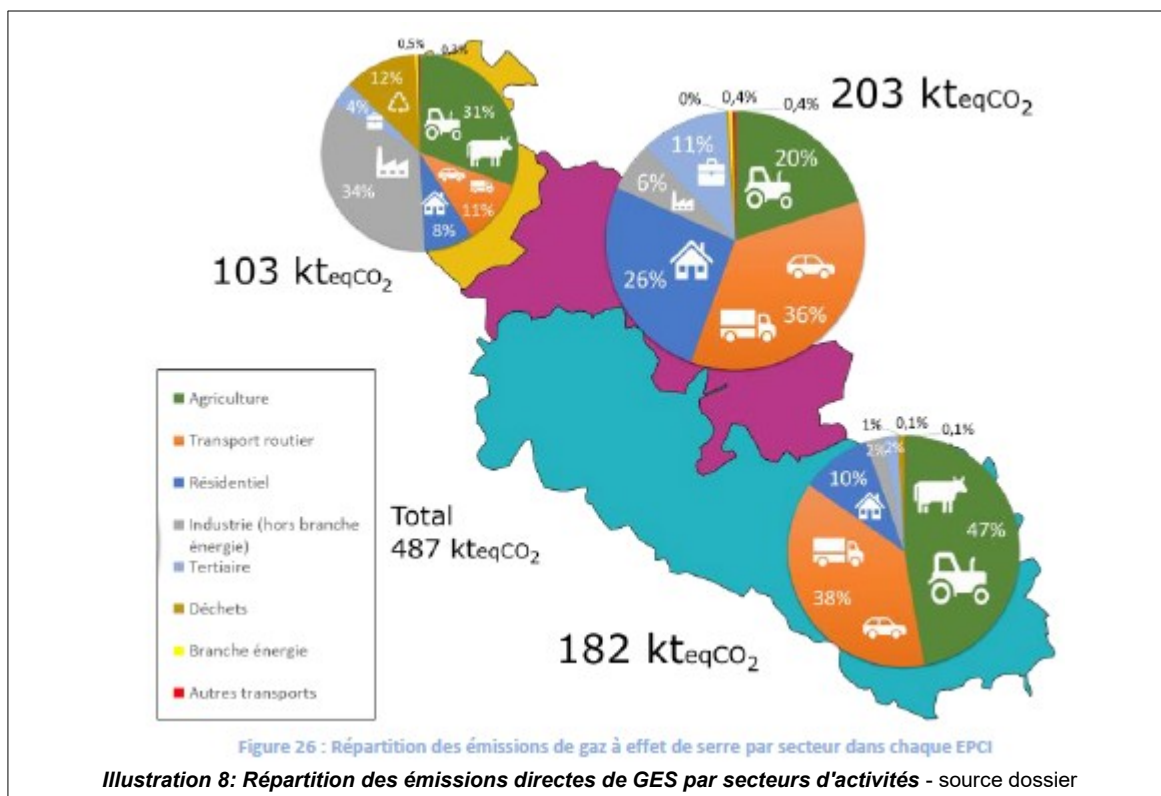 0,5%
0,3%
12%
4%
31%
34%
11%
8%
103 kteqCO2
203 kteqCO2
0%
0,4%
0,4%
11%
20%
6%
26%
36%
Agriculture
Transport routier
Résidentiel
Industrie (hors branche
énergie)
Tertiaire
Déchets
Branche énergie
Autres transports
Total
487 kteqCO2
1%
0,1%
0,1%
2%
2%
10%
47%
38%
182 kteqCO2
Figure 26 : Répartition des émissions de gaz à effet de serre par secteur dans chaque EPCI
Illustration 8: Répartition des émissions directes de GES par secteurs d'activités - source dossier